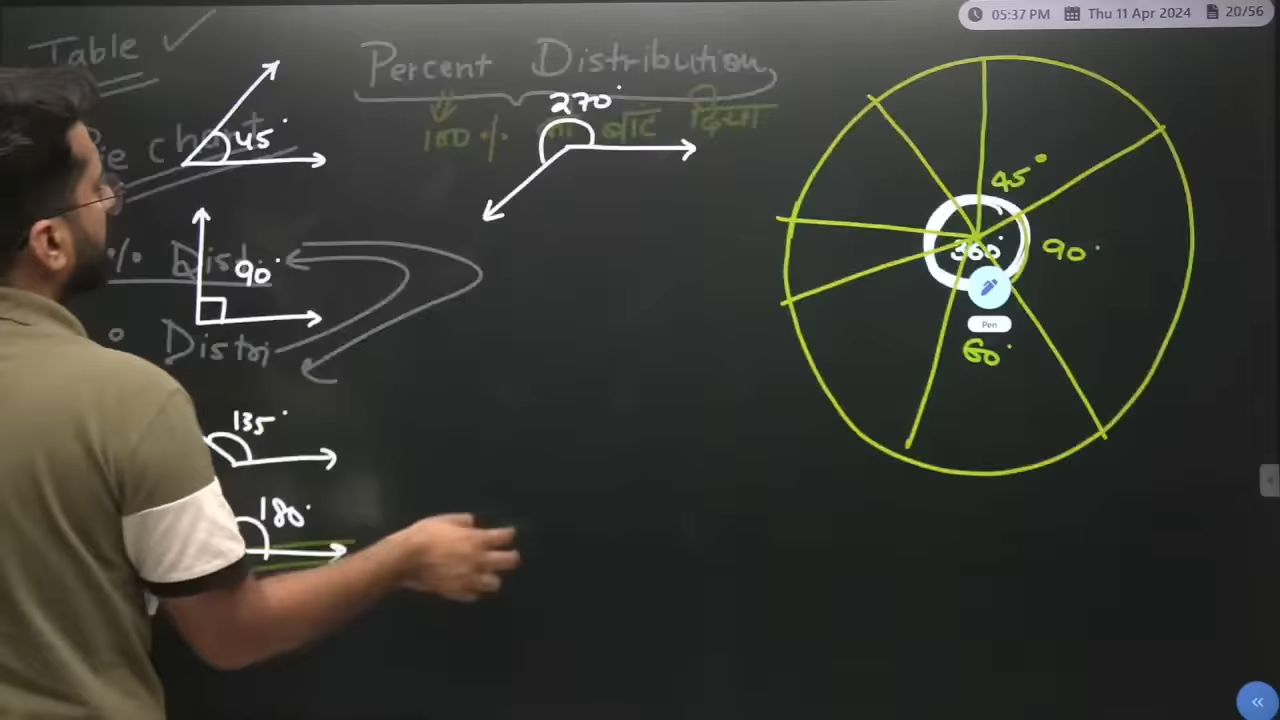 05:37 PM Thu 11 Apr 2024 20/56
Table
Percent Distribution
270°
100% बांट दिया
Pie chart
45°
45°
360°
90°
Pen
60°
% Dist.
90°
° Distri
135°
180°